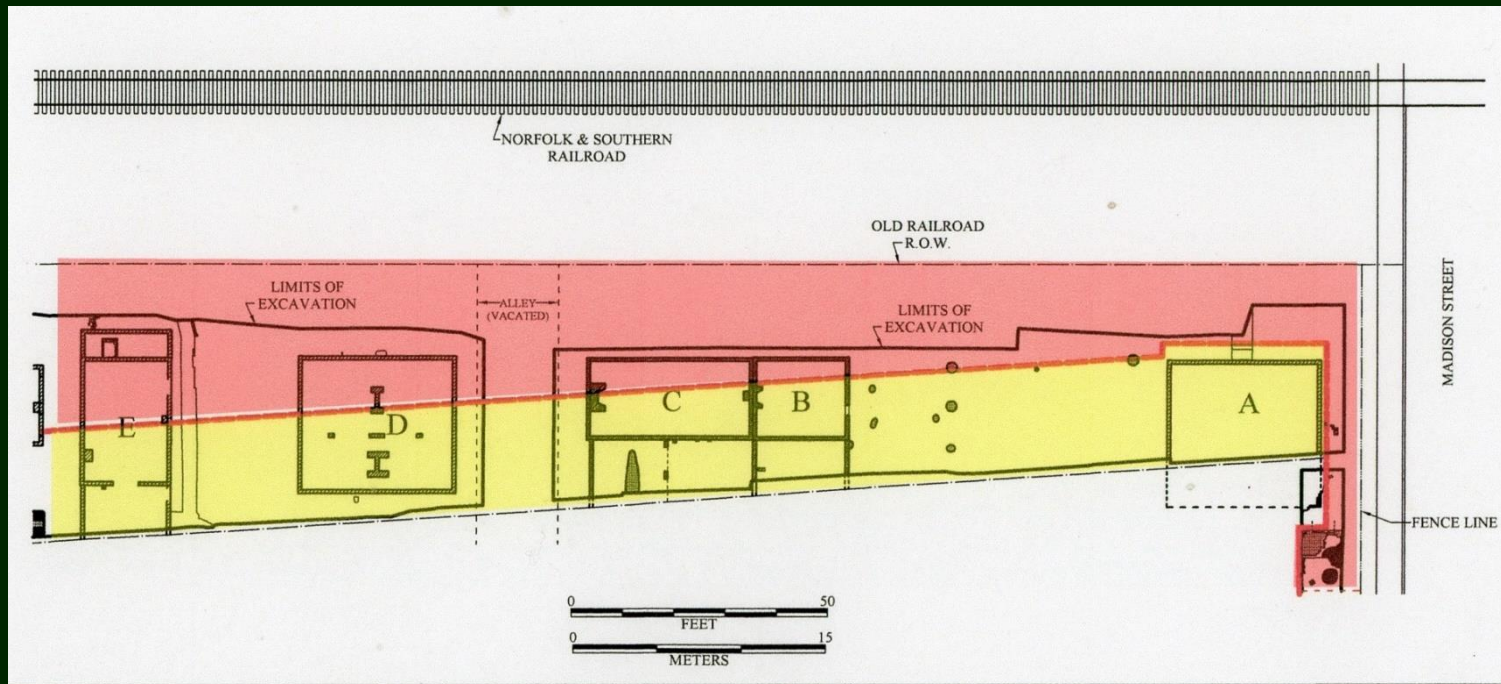 NORFOLK & SOUTHERN
RAILROAD
OLD RAILROAD
R.O.W.
LIMITS OF
EXCAVATION
ALLEY
(VACATED)
LIMITS OF
EXCAVATION
MADISON STREET
E
D
C
B
A
FENCE LINE
0 50
FEET
0 15
METERS